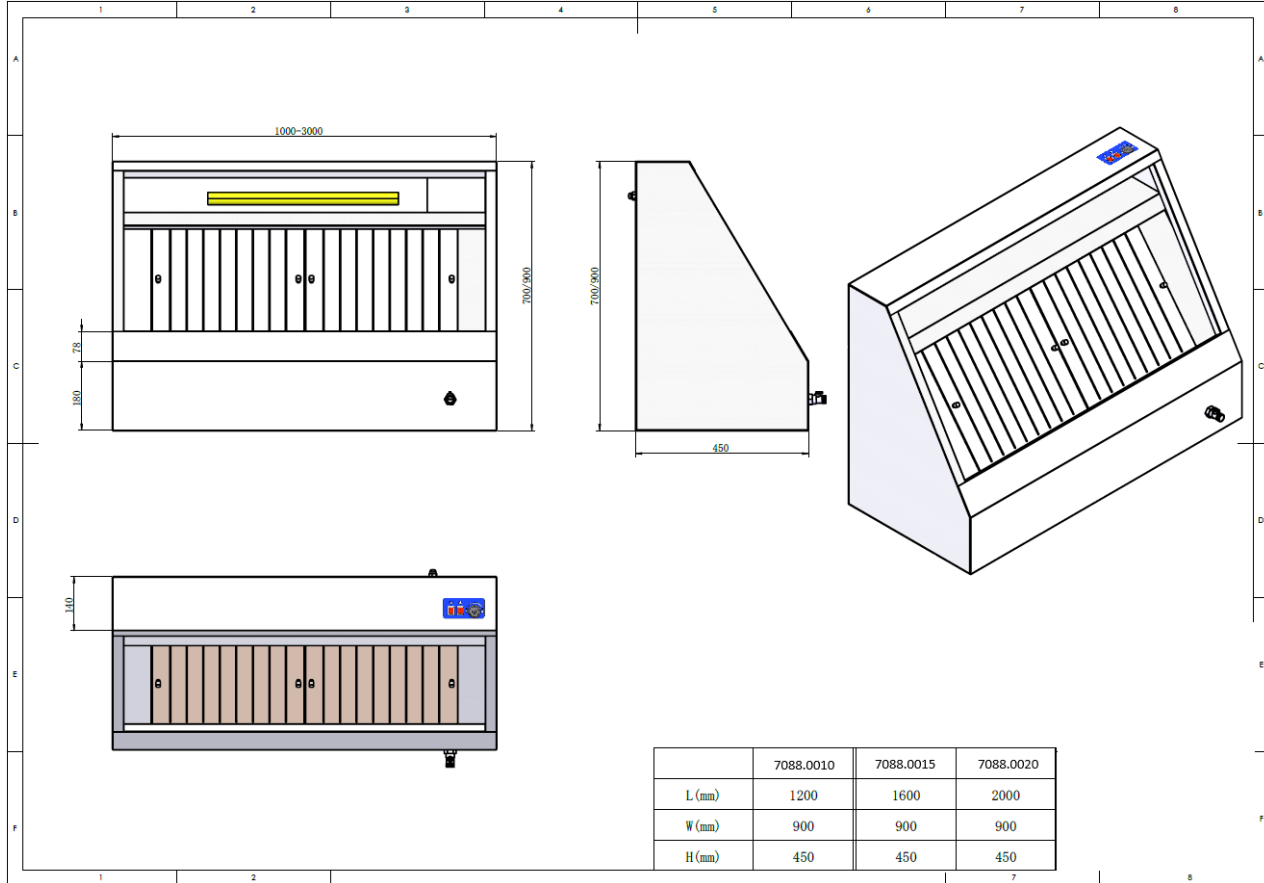 1 2 3 4 5 6 7 8
A A
1000-3000
B B
700/900 700/900
78
C C
180
450
D D
140
E E
7088.0010 7088.0015 7088.0020
L(mm) 1200 1600 2000
W(mm) 900 900 900
F F
H(mm) 450 450 450
1 2 7 8